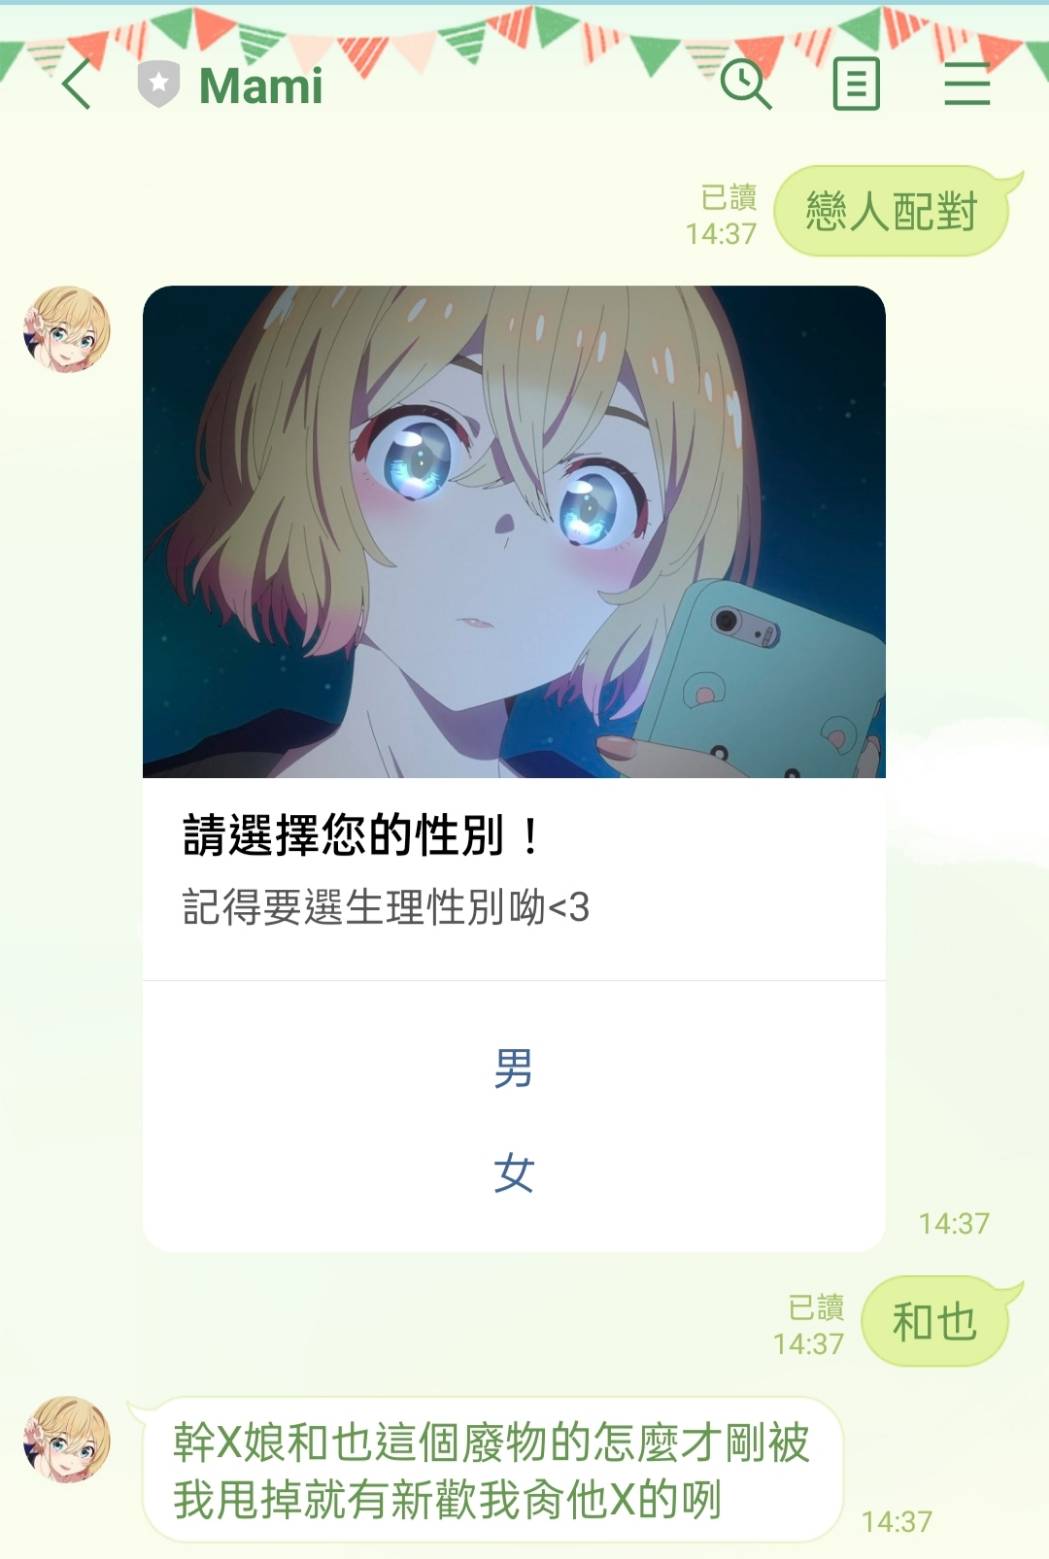 Mami
戀人配對
已讀
14:37
請選擇您的性別！
記得要選生理性別呦<3
男
女
14:37
和也
已讀
14:37
幹X娘和也這個廢物的怎麼才剛被
我甩掉就有新歡我肏他X的咧
14:37